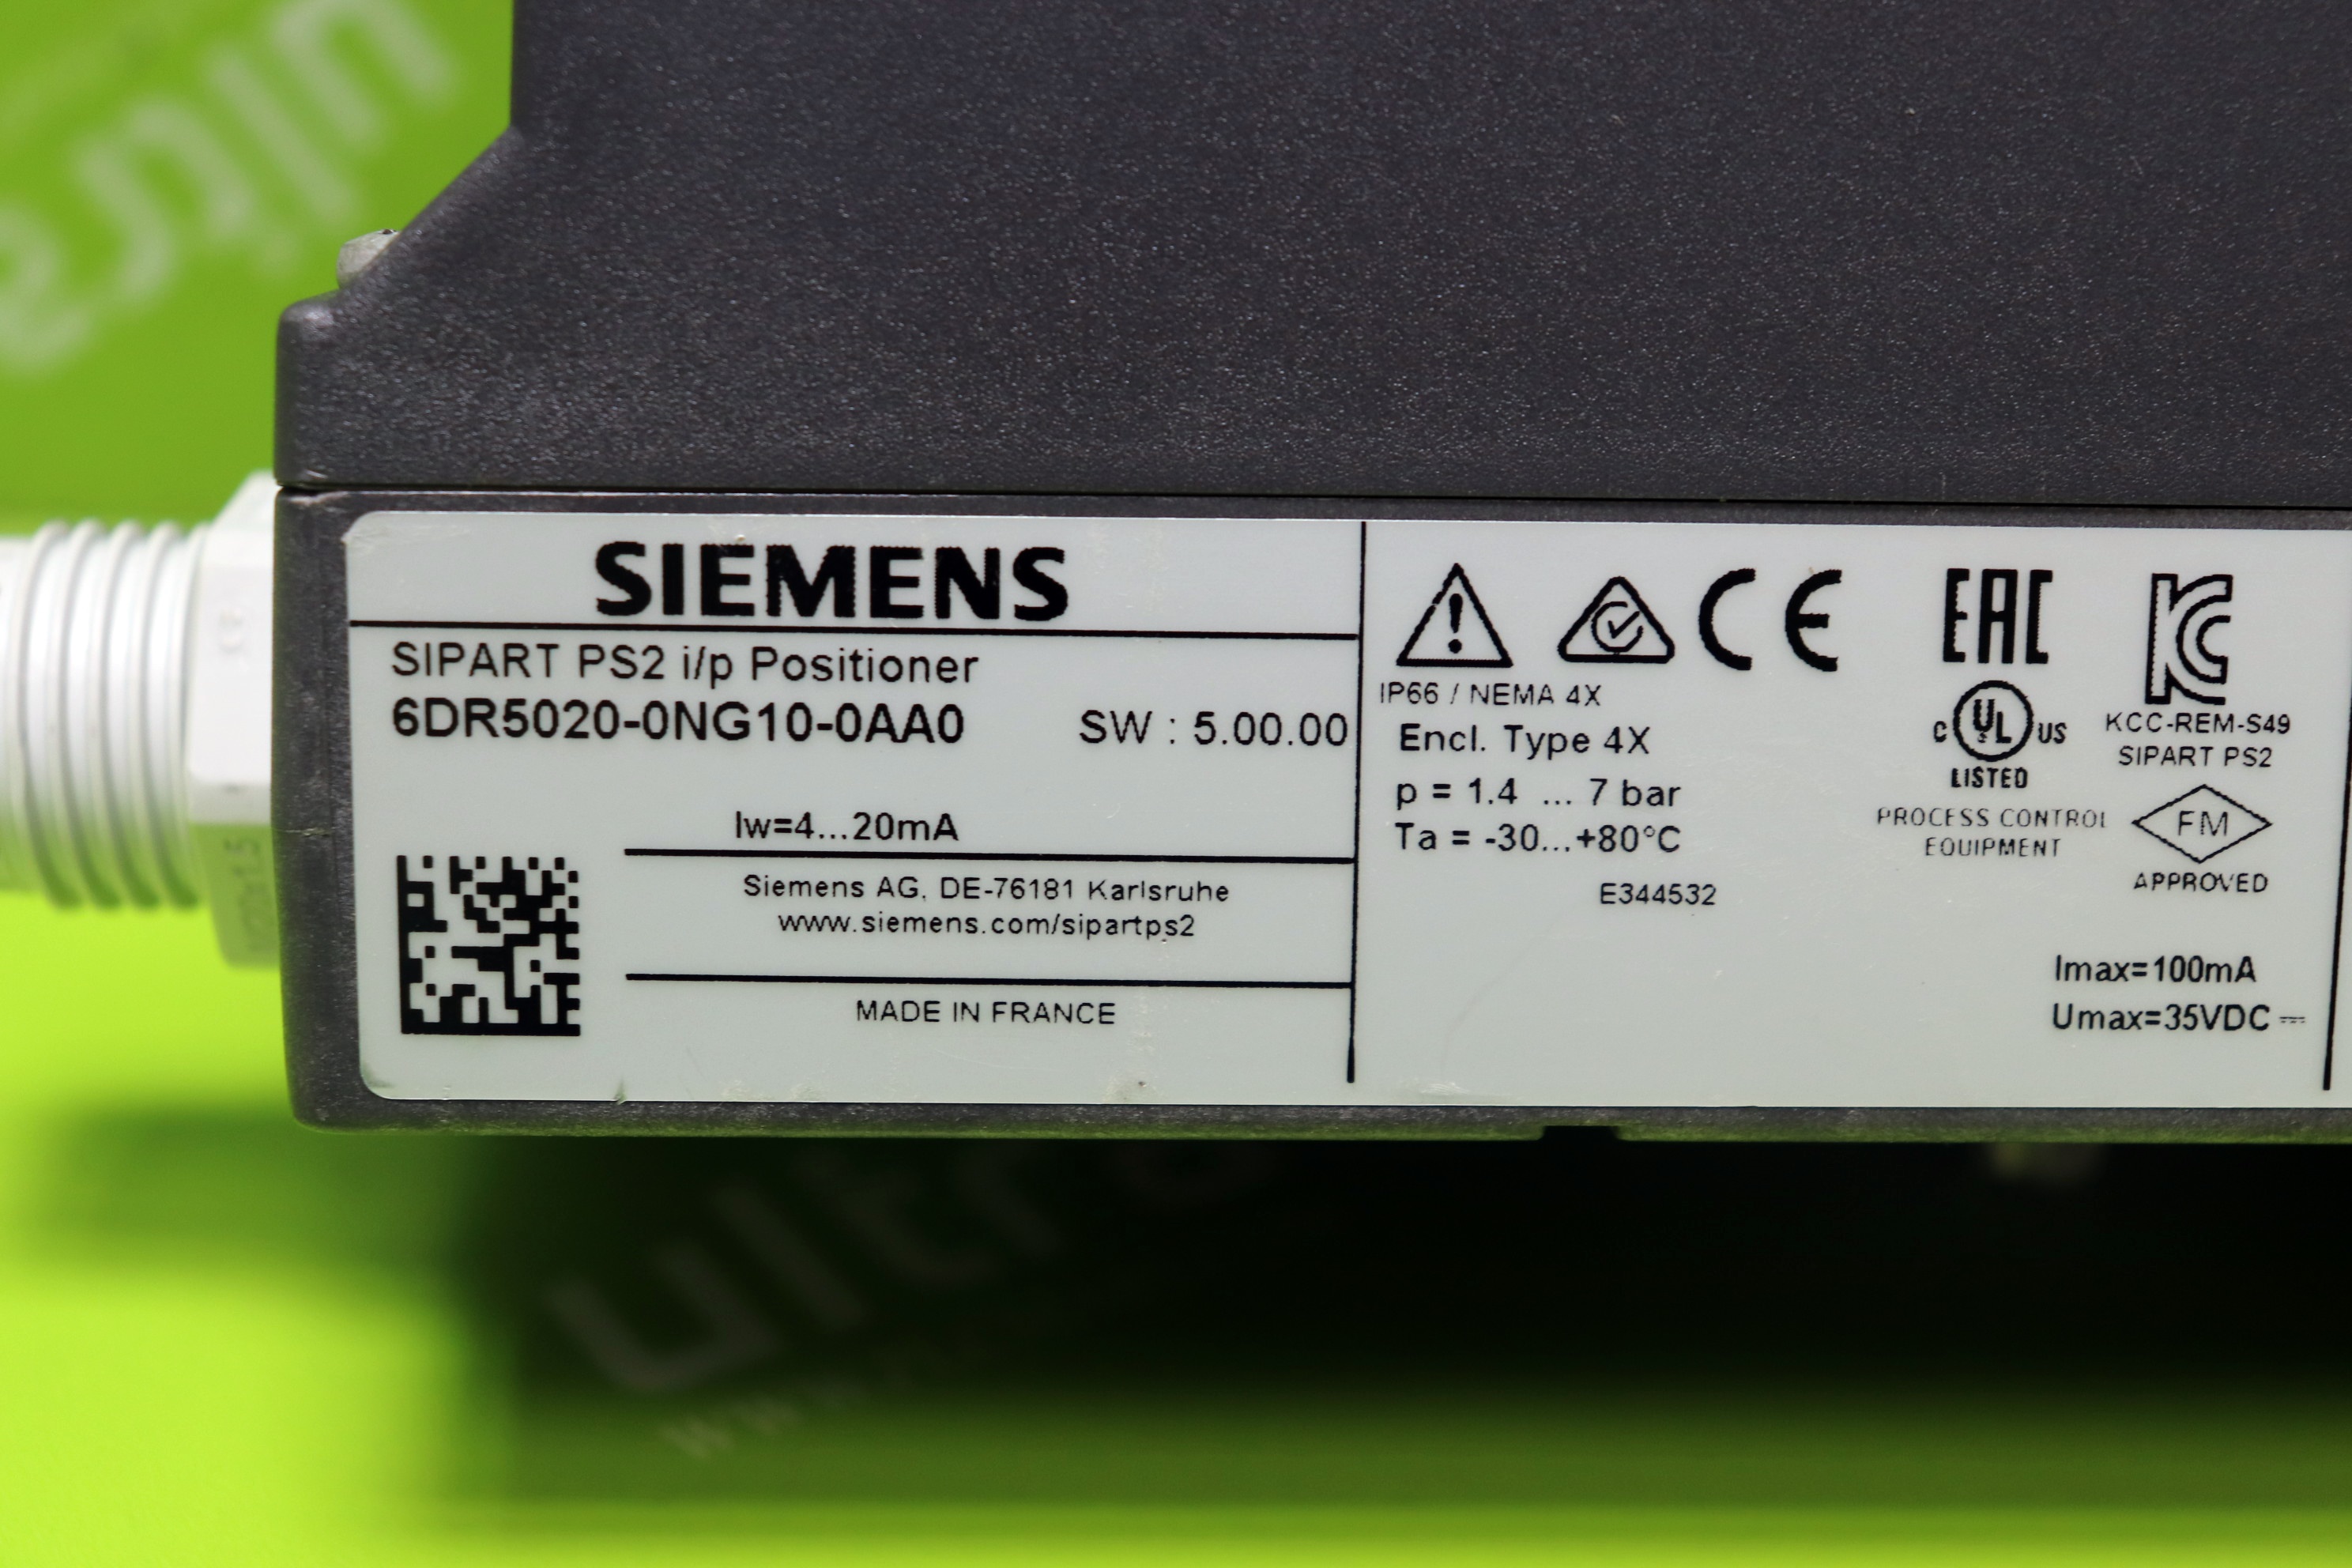 SIEMENS
SIPART PS2 i/p Positioner
6DR5020-0NG10-0AA0 SW : 5.00.00
Iw=4...20mA
Siemens AG, DE-76181 Karlsruhe
www.siemens.com/sipartps2
MADE IN FRANCE
CE EAC KC
IP66 / NEMA 4X
Encl. Type 4X
p = 1.4 ... 7 bar
Ta = -30...+80°C
E344532
C UL US
LISTED
PROCESS CONTROL
EQUIPMENT
KCC-REM-S49
SIPART PS2
FM
APPROVED
Imax=100mA
Umax=35VDC